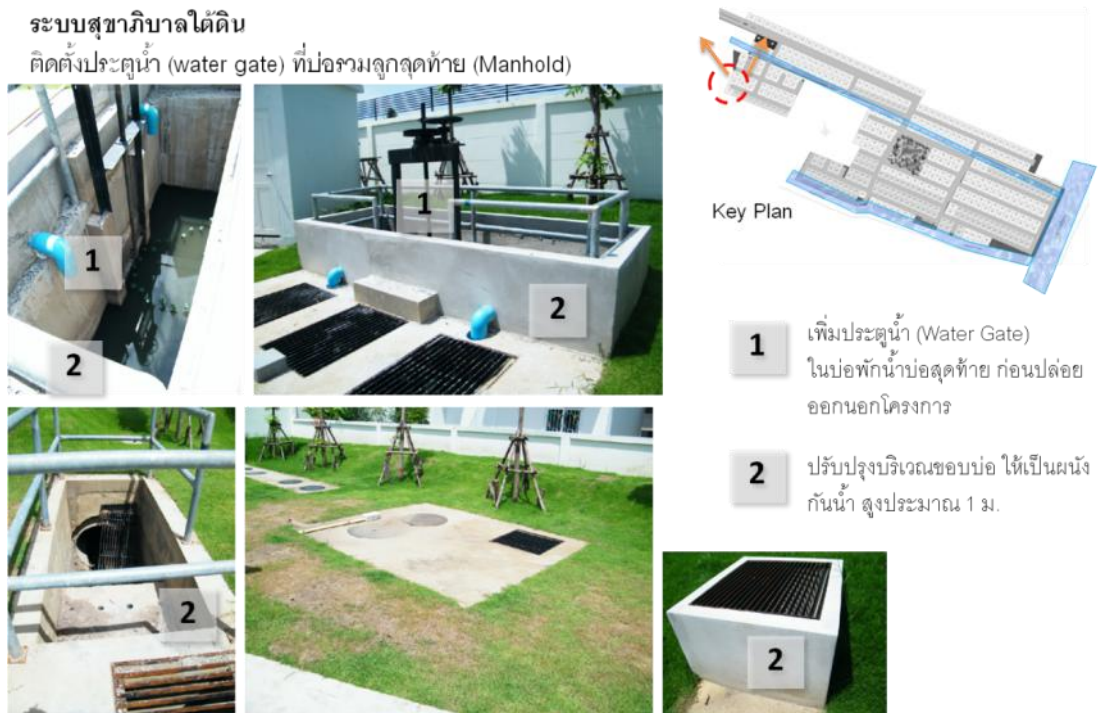 ระบบสุขาภิบาลใต้ดิน
ติดตั้งประตูน้ำ (water gate) ที่บ่อรวมลูกสุดท้าย (Manhold)
1
2
1
2
2
2
Key Plan
1
เพิ่มประตูน้ำ (Water Gate)
ในบ่อพักน้ำบ่อสุดท้าย ก่อนปล่อย
ออกนอกโครงการ
2
ปรับปรุงบริเวณขอบบ่อ ให้เป็นผนัง
กันน้ำ สูงประมาณ 1 ม.